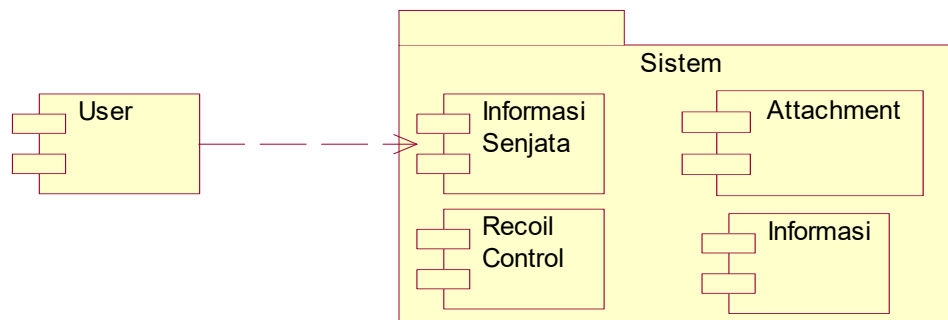 Sistem
User
Informasi
Senjata
Attachment
Recoil
Control
Informasi